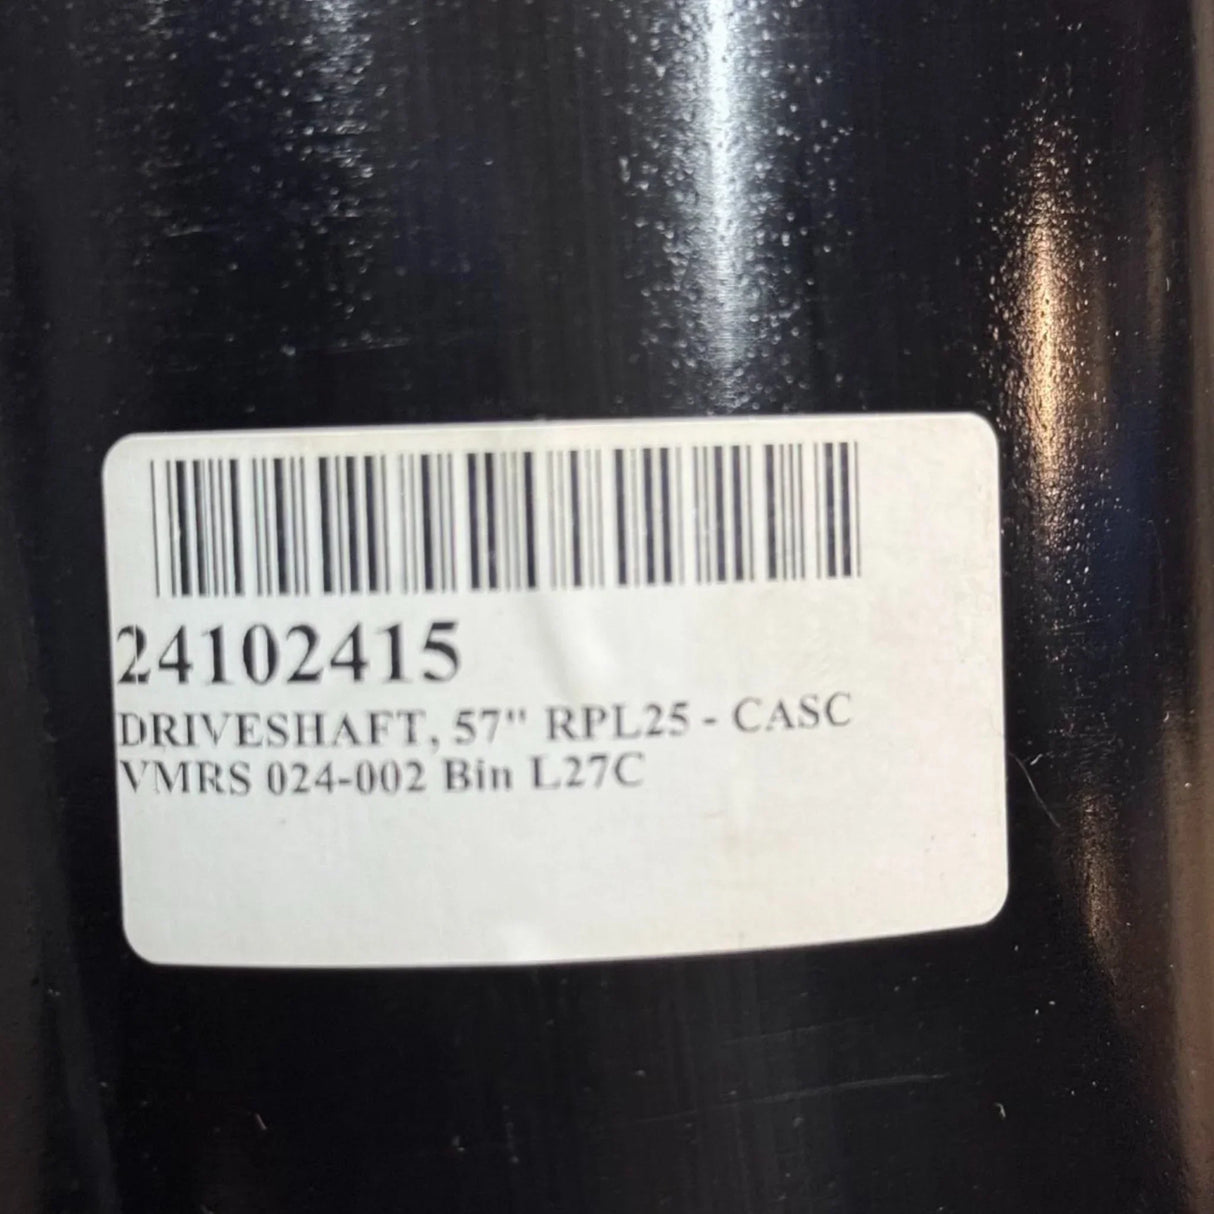 24102415
DRIVESHAFT, 57" RPL25 - CASC
VMRS 024-002 Bin L27C